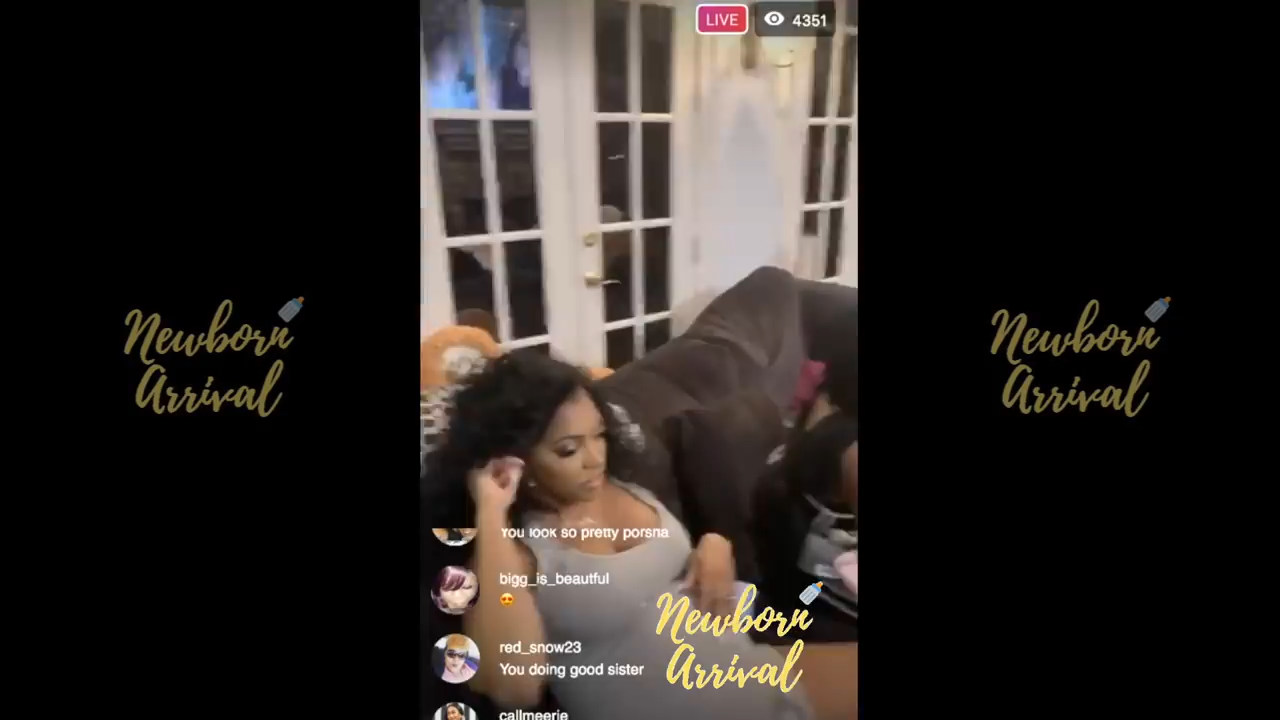 LIVE 4351
Newborn
Arrival
Newborn
Arrival
You look so pretty porsha
bigg_is_beautful
😍
red_snow23
You doing good sister
Newborn
Arrival
callmeerie